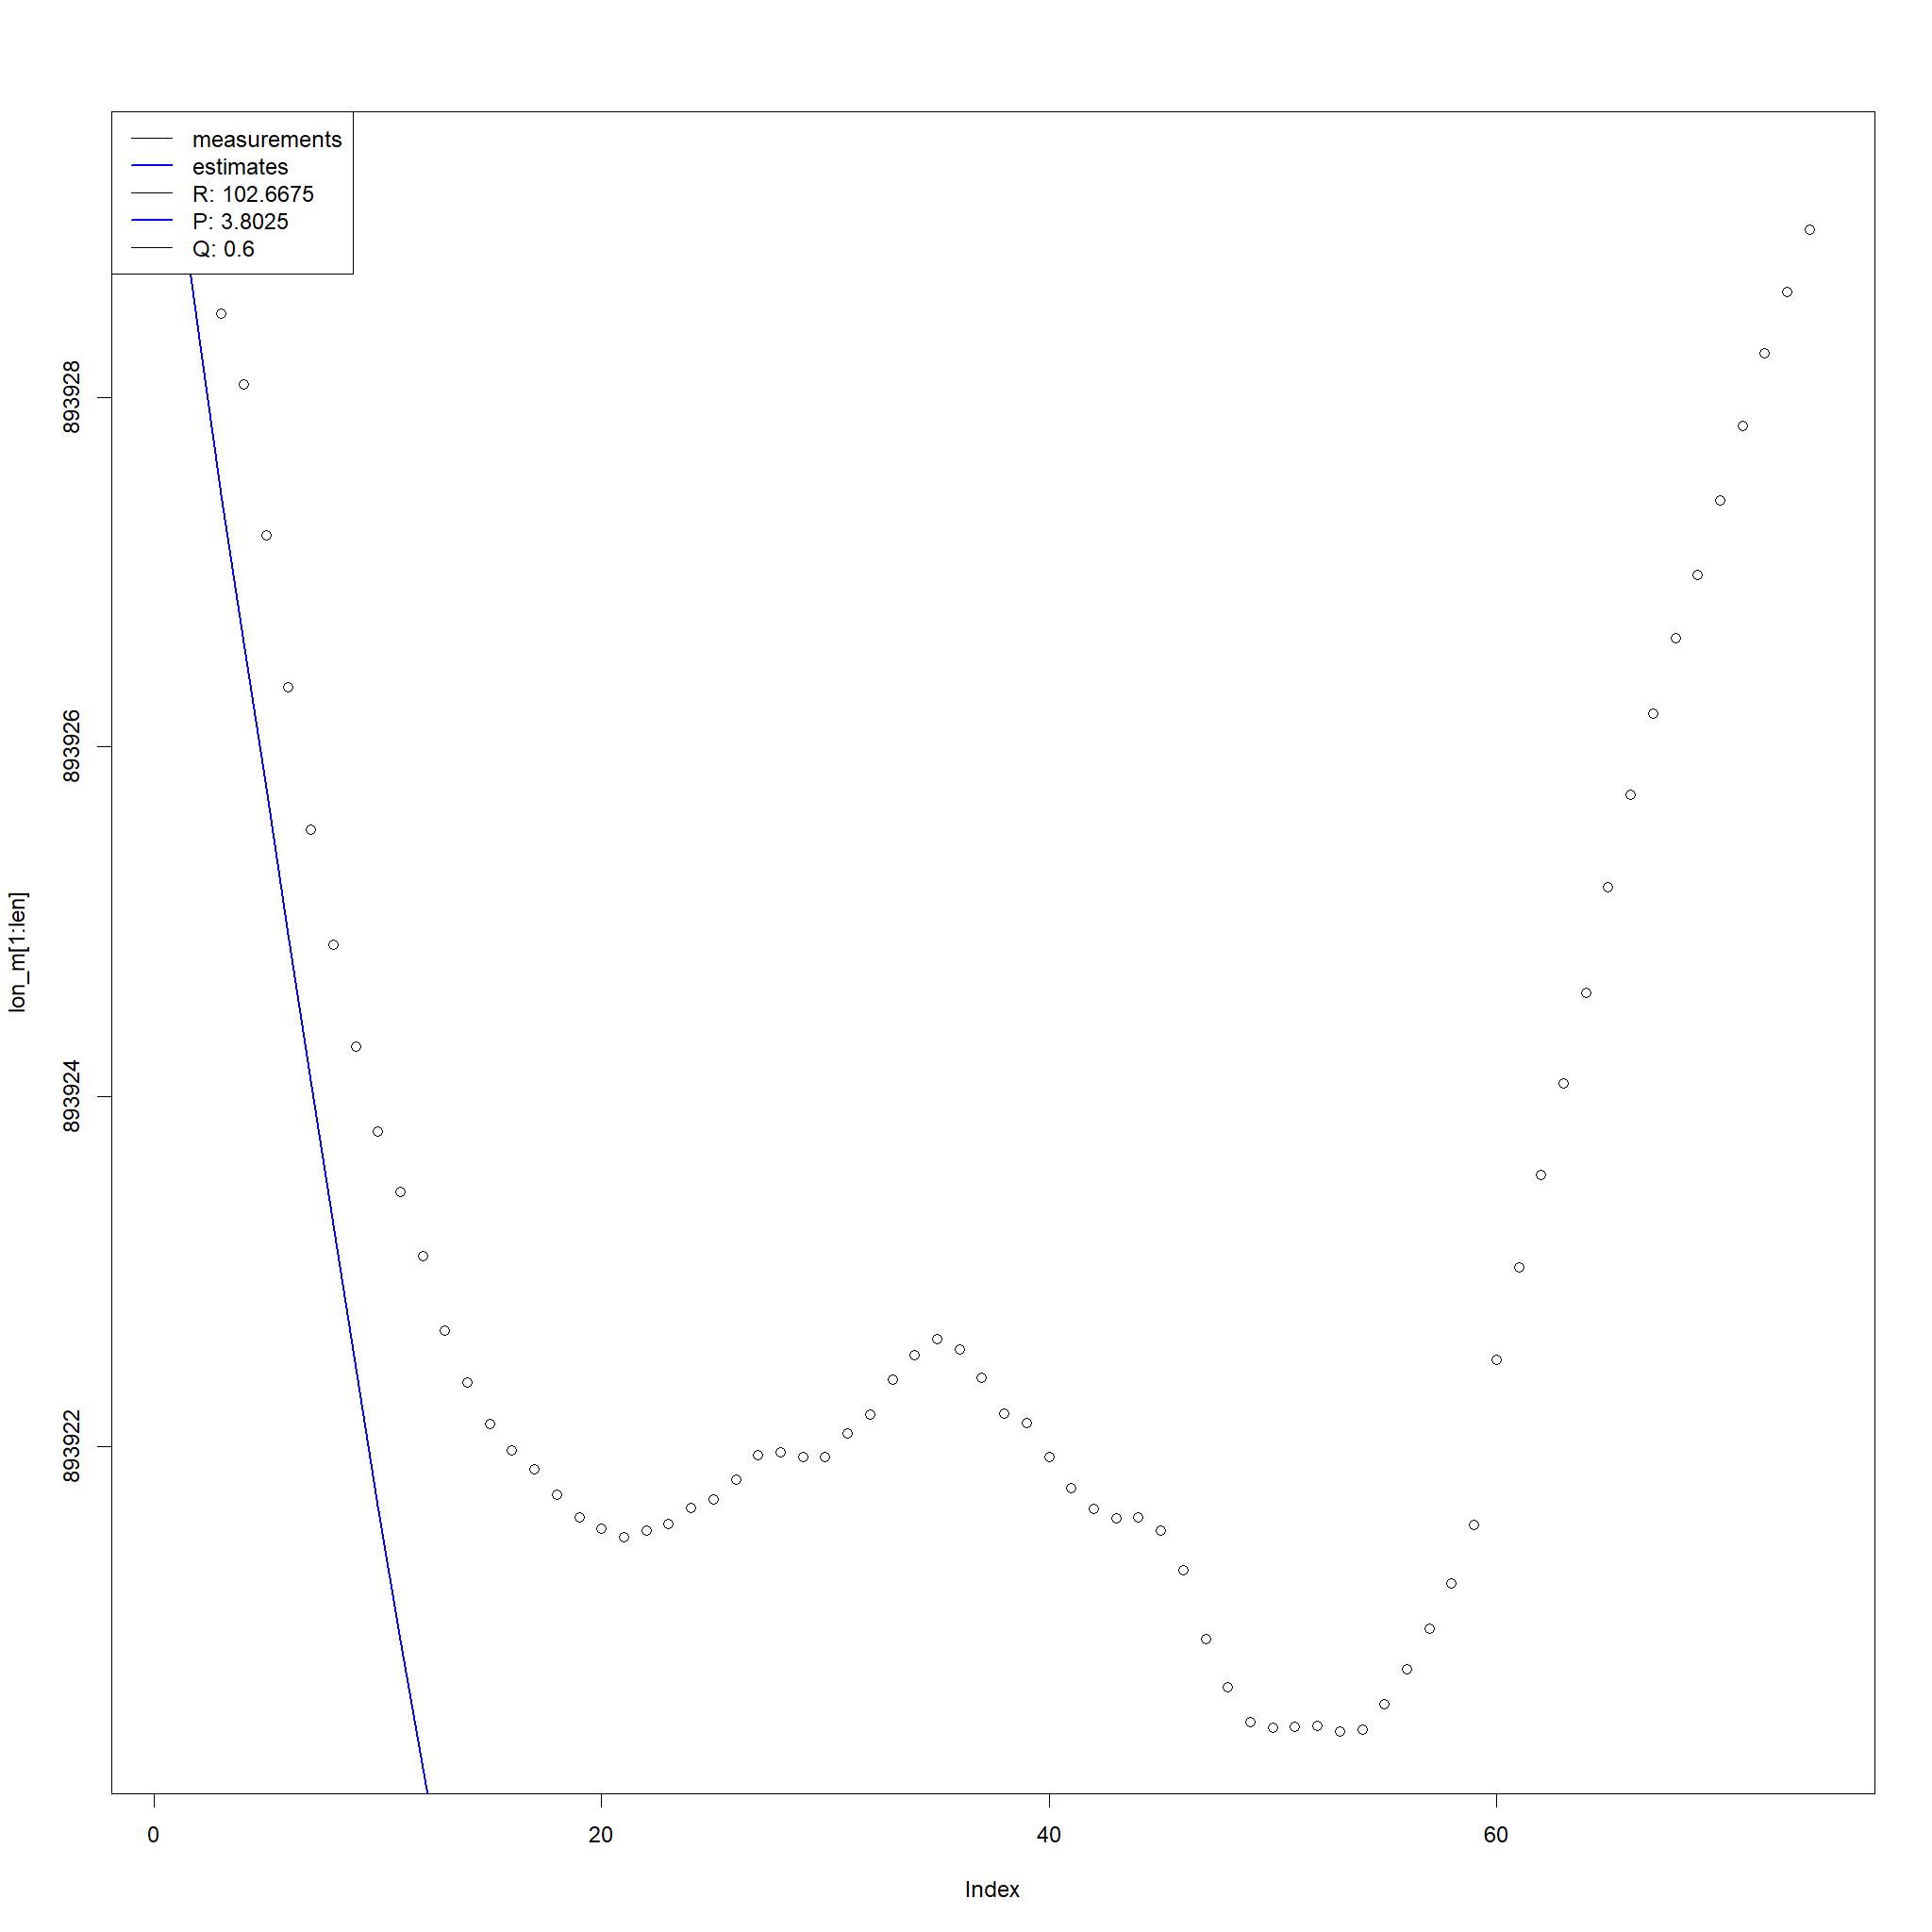 measurements
estimates
R: 102.6675
P: 3.8025
Q: 0.6
893928
893926
893924
893922
lon_m[1:len]
0 20 40 60
Index